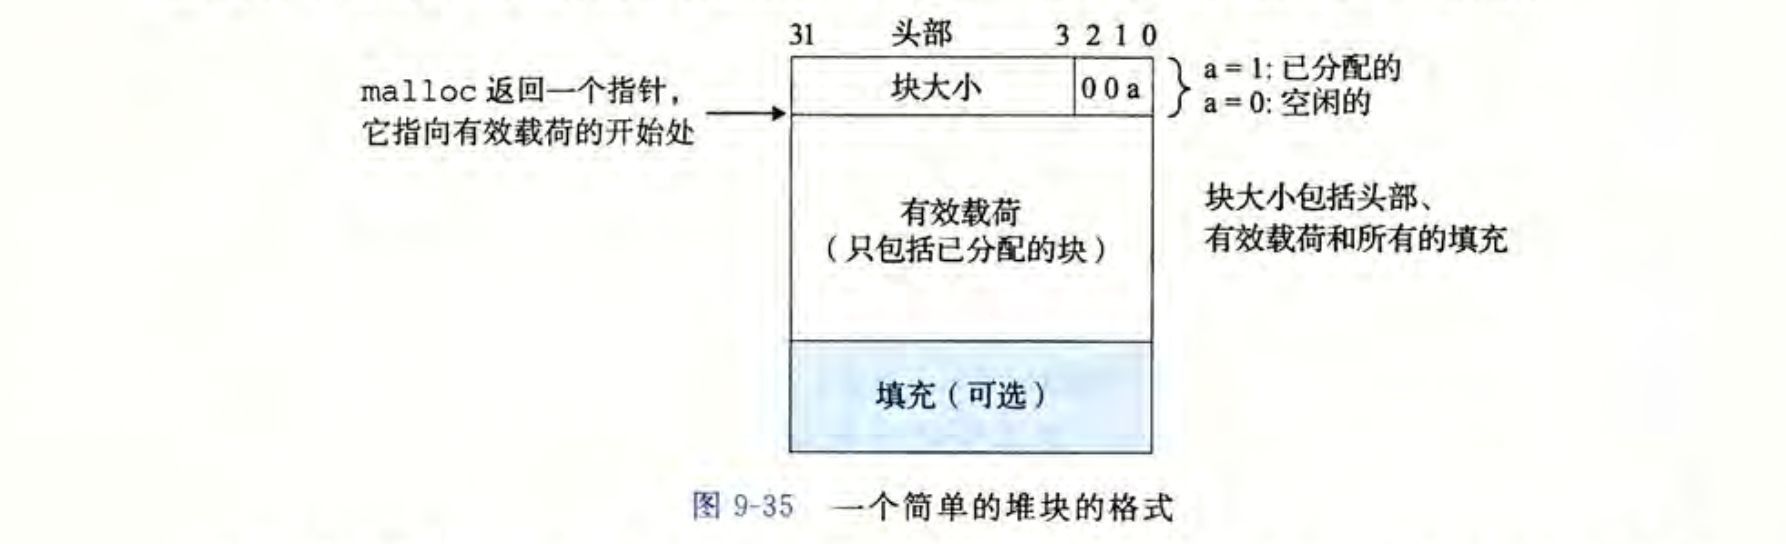 31 头部 3 2 1 0
块大小 0 0 a
a = 1: 已分配的
a = 0: 空闲的
malloc 返回一个指针，
它指向有效载荷的开始处
有效载荷
（只包括已分配的块）
块大小包括头部、
有效载荷和所有的填充
填充（可选）
图 9-35 一个简单的堆块的格式